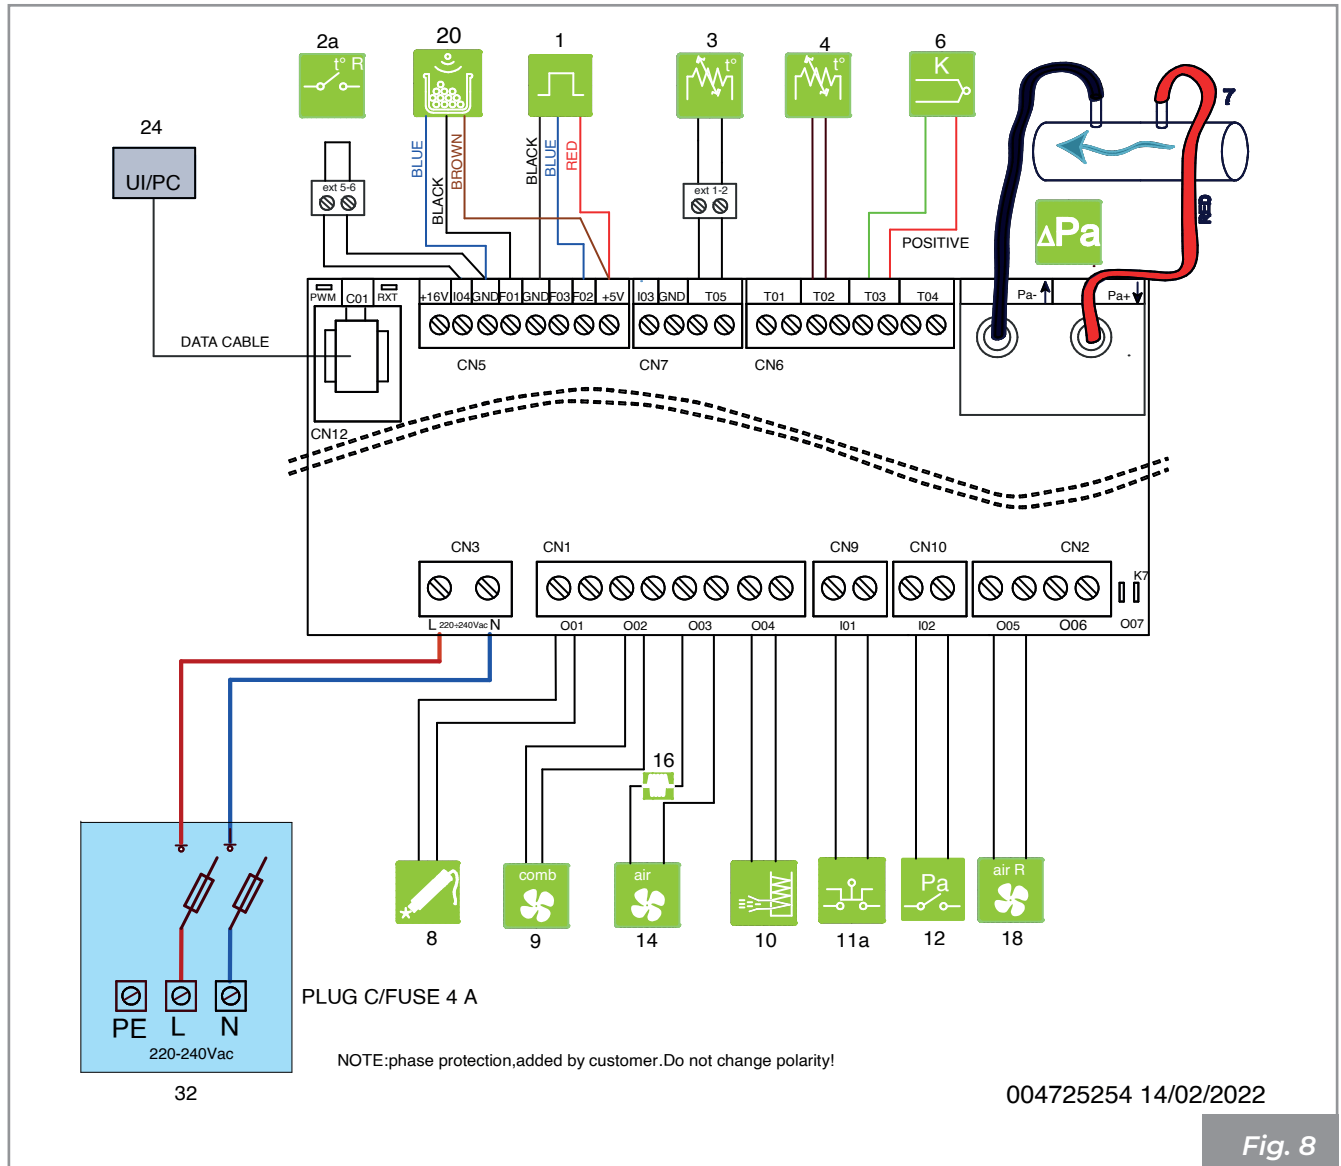 2a 20 1 3 4 6
t° R t° t° K
7
24
UI/PC
BLUE BLACK BROWN BLACK BLUE RED
ext 5-6 ext 1-2
RED
ΔPa
POSITIVE
PWM C01 RXT +16V I04 GND F01 GND F03 F02 +5V I03 GND T05 T01 T02 T03 T04 Pa- Pa+
DATA CABLE
CN5 CN7 CN6
CN12
CN3 CN1 CN9 CN10 CN2
K7
L 220÷240Vac N O01 O02 O03 O04 I01 I02 O05 O06 O07
16
comb air Pa air R
8 9 14 10 11a 12 18
PLUG C/FUSE 4 A
PE L N
220-240Vac
NOTE:phase protection,added by customer.Do not change polarity!
32
004725254 14/02/2022
Fig. 8